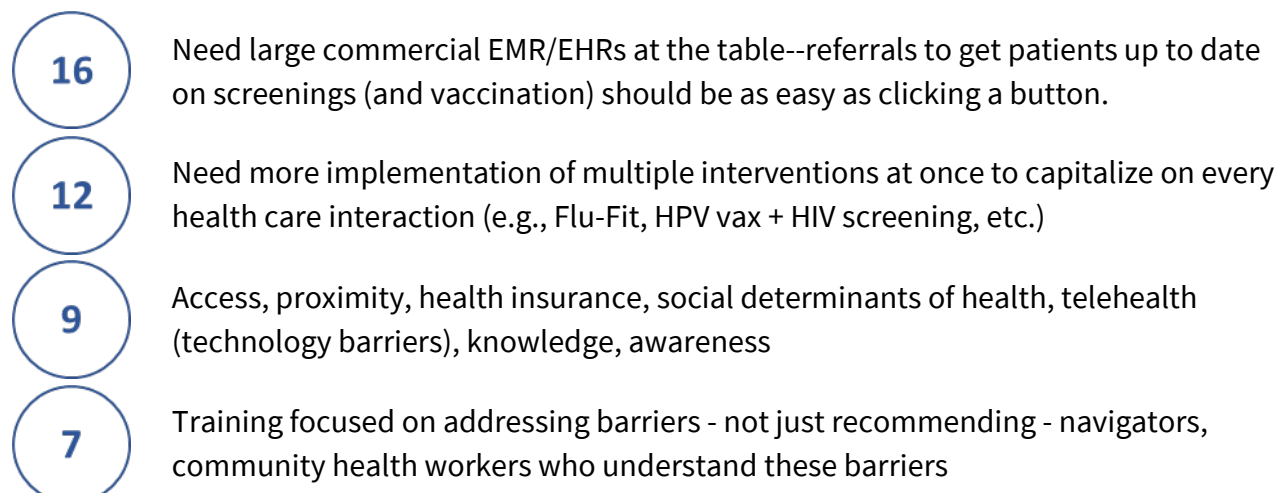 16
Need large commercial EMR/EHRs at the table--referrals to get patients up to date
on screenings (and vaccination) should be as easy as clicking a button.
12
Need more implementation of multiple interventions at once to capitalize on every
health care interaction (e.g., Flu-Fit, HPV vax + HIV screening, etc.)
9
Access, proximity, health insurance, social determinants of health, telehealth
(technology barriers), knowledge, awareness
7
Training focused on addressing barriers - not just recommending - navigators,
community health workers who understand these barriers